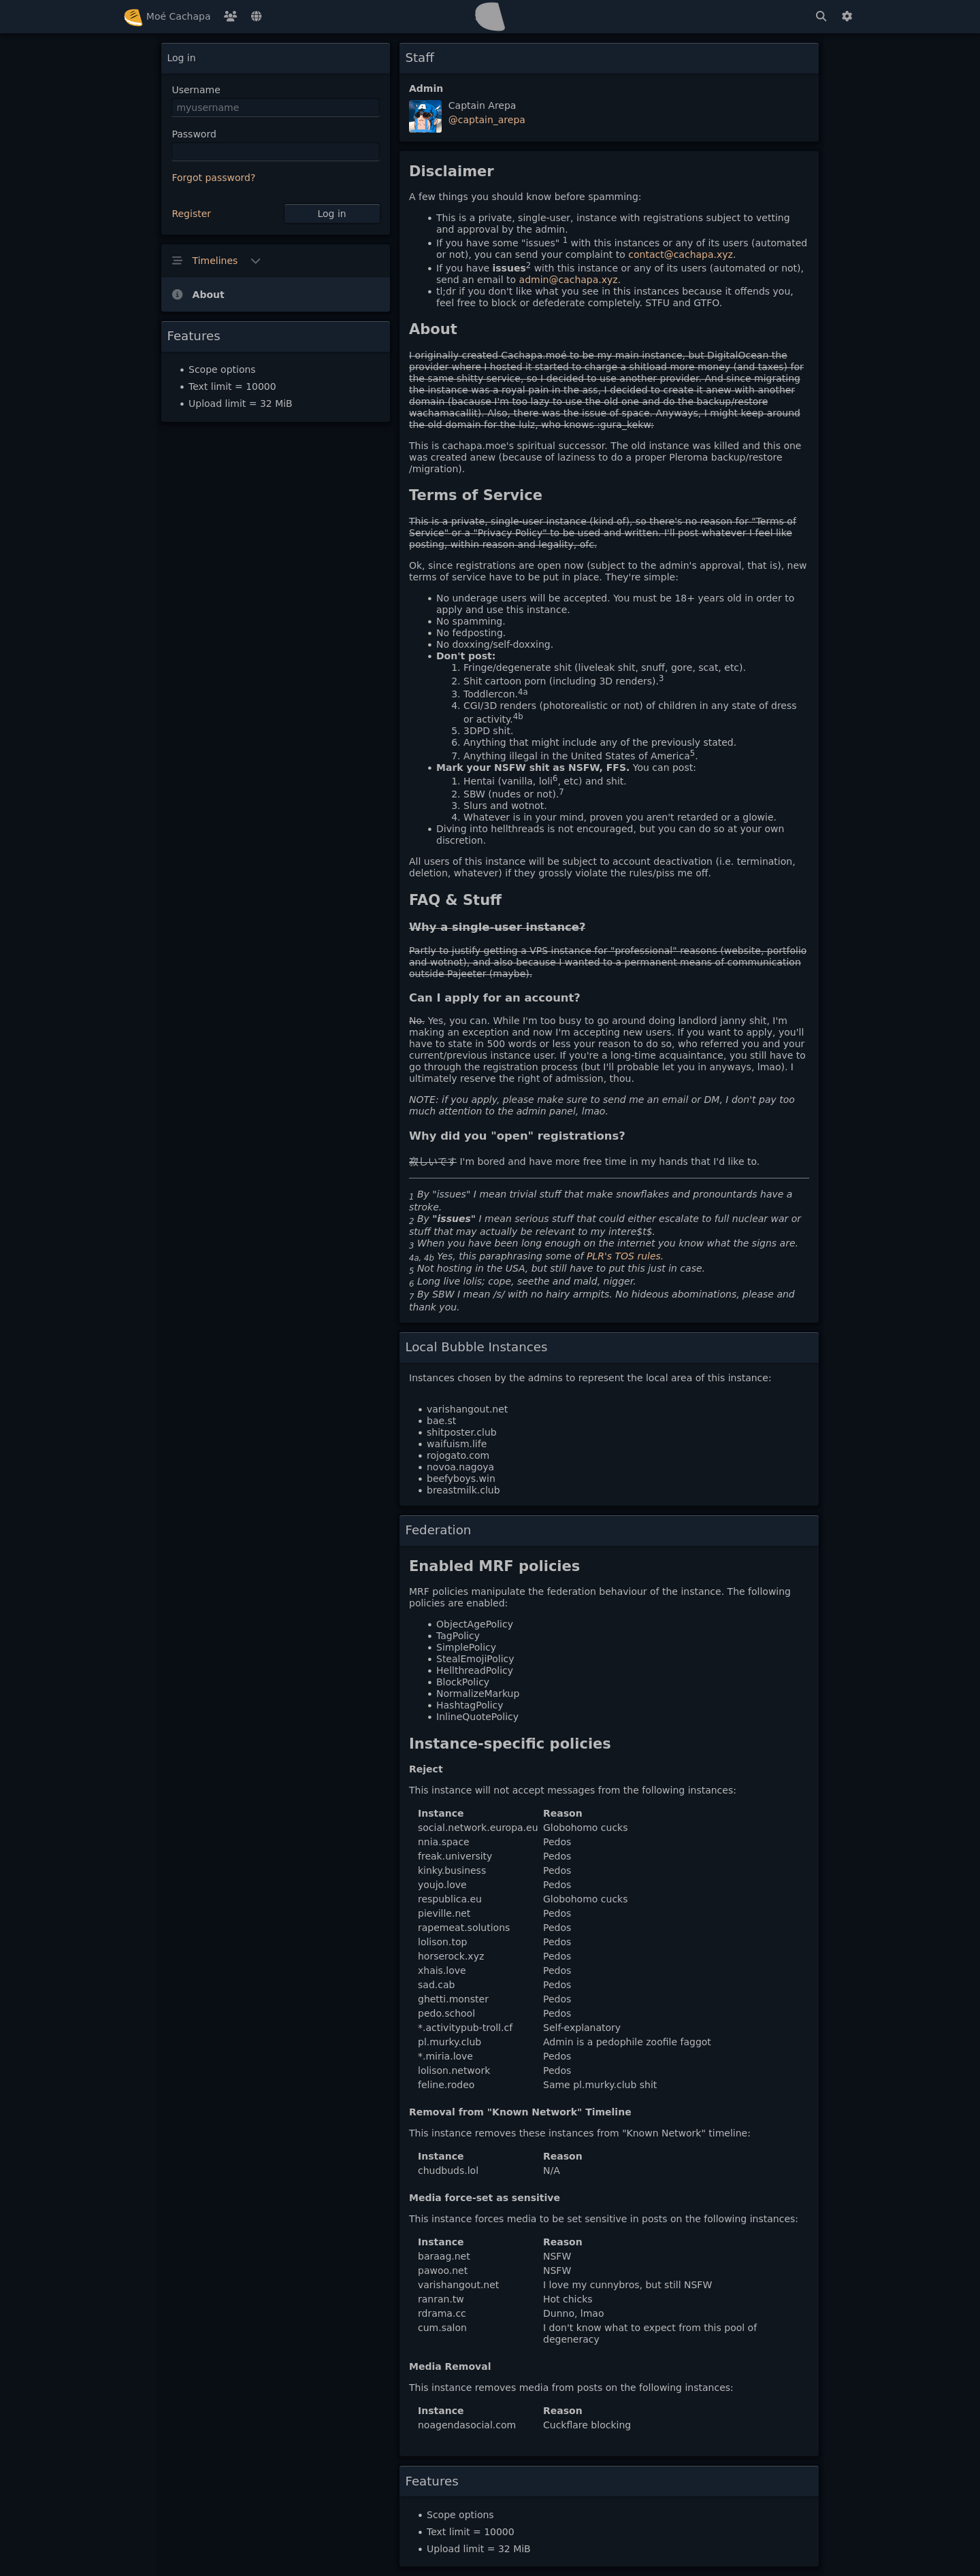 Moé Cachapa
Log in
Username
myusername
Password
Forgot password?
Register
Log in
Timelines
About
Features
• Scope options
• Text limit = 10000
• Upload limit = 32 MiB
Staff
Admin
Captain Arepa
@captain_arepa
Disclaimer
A few things you should know before spamming:
• This is a private, single-user, instance with registrations subject to vetting
and approval by the admin.
• If you have some "issues" 1 with this instances or any of its users (automated
or not), you can send your complaint to contact@cachapa.xyz.
• If you have issues2 with this instance or any of its users (automated or not),
send an email to admin@cachapa.xyz.
• tl;dr if you don't like what you see in this instances because it offends you,
feel free to block or defederate completely. STFU and GTFO.
About
I originally created Cachapa.moé to be my main instance, but DigitalOcean the
provider where I hosted it started to charge a shitload more money (and taxes) for
the same shitty service, so I decided to use another provider. And since migrating
the instance was a royal pain in the ass, I decided to create it anew with another
domain (bacause I'm too lazy to use the old one and do the backup/restore
wachamacallit). Also, there was the issue of space. Anyways, I might keep around
the old domain for the lulz, who knows :gura_kekw:
This is cachapa.moe's spiritual successor. The old instance was killed and this one
was created anew (because of laziness to do a proper Pleroma backup/restore
/migration).
Terms of Service
This is a private, single-user instance (kind of), so there's no reason for "Terms of
Service" or a "Privacy Policy" to be used and written. I'll post whatever I feel like
posting, within reason and legality, ofc.
Ok, since registrations are open now (subject to the admin's approval, that is), new
terms of service have to be put in place. They're simple:
• No underage users will be accepted. You must be 18+ years old in order to
apply and use this instance.
• No spamming.
• No fedposting.
• No doxxing/self-doxxing.
• Don't post:
1. Fringe/degenerate shit (liveleak shit, snuff, gore, scat, etc).
2. Shit cartoon porn (including 3D renders).3
3. Toddlercon.4a
4. CGI/3D renders (photorealistic or not) of children in any state of dress
or activity.4b
5. 3DPD shit.
6. Anything that might include any of the previously stated.
7. Anything illegal in the United States of America5.
• Mark your NSFW shit as NSFW, FFS. You can post:
1. Hentai (vanilla, loli6, etc) and shit.
2. SBW (nudes or not).7
3. Slurs and wotnot.
4. Whatever is in your mind, proven you aren't retarded or a glowie.
• Diving into hellthreads is not encouraged, but you can do so at your own
discretion.
All users of this instance will be subject to account deactivation (i.e. termination,
deletion, whatever) if they grossly violate the rules/piss me off.
FAQ & Stuff
Why a single-user instance?
Partly to justify getting a VPS instance for "professional" reasons (website, portfolio
and wotnot), and also because I wanted to a permanent means of communication
outside Pajeeter (maybe).
Can I apply for an account?
No. Yes, you can. While I'm too busy to go around doing landlord janny shit, I'm
making an exception and now I'm accepting new users. If you want to apply, you'll
have to state in 500 words or less your reason to do so, who referred you and your
current/previous instance user. If you're a long-time acquaintance, you still have to
go through the registration process (but I'll probable let you in anyways, lmao). I
ultimately reserve the right of admission, thou.
NOTE: if you apply, please make sure to send me an email or DM, I don't pay too
much attention to the admin panel, lmao.
Why did you "open" registrations?
寂しいです I'm bored and have more free time in my hands that I'd like to.
1 By "issues" I mean trivial stuff that make snowflakes and pronountards have a
stroke.
2 By "issues" I mean serious stuff that could either escalate to full nuclear war or
stuff that may actually be relevant to my intere$t$.
3 When you have been long enough on the internet you know what the signs are.
4a, 4b Yes, this paraphrasing some of PLR's TOS rules.
5 Not hosting in the USA, but still have to put this just in case.
6 Long live lolis; cope, seethe and mald, nigger.
7 By SBW I mean /s/ with no hairy armpits. No hideous abominations, please and
thank you.
Local Bubble Instances
Instances chosen by the admins to represent the local area of this instance:
• varishangout.net
• bae.st
• shitposter.club
• waifuism.life
• rojogato.com
• novoa.nagoya
• beefyboys.win
• breastmilk.club
Federation
Enabled MRF policies
MRF policies manipulate the federation behaviour of the instance. The following
policies are enabled:
• ObjectAgePolicy
• TagPolicy
• SimplePolicy
• StealEmojiPolicy
• HellthreadPolicy
• BlockPolicy
• NormalizeMarkup
• HashtagPolicy
• InlineQuotePolicy
Instance-specific policies
Reject
This instance will not accept messages from the following instances:
Instance Reason
social.network.europa.eu Globohomo cucks
nnia.space Pedos
freak.university Pedos
kinky.business Pedos
youjo.love Pedos
respublica.eu Globohomo cucks
pieville.net Pedos
rapemeat.solutions Pedos
lolison.top Pedos
horserock.xyz Pedos
xhais.love Pedos
sad.cab Pedos
ghetti.monster Pedos
pedo.school Pedos
*.activitypub-troll.cf Self-explanatory
pl.murky.club Admin is a pedophile zoofile faggot
*.miria.love Pedos
lolison.network Pedos
feline.rodeo Same pl.murky.club shit
Removal from "Known Network" Timeline
This instance removes these instances from "Known Network" timeline:
Instance Reason
chudbuds.lol N/A
Media force-set as sensitive
This instance forces media to be set sensitive in posts on the following instances:
Instance Reason
baraag.net NSFW
pawoo.net NSFW
varishangout.net I love my cunnybros, but still NSFW
ranran.tw Hot chicks
rdrama.cc Dunno, lmao
cum.salon I don't know what to expect from this pool of
degeneracy
Media Removal
This instance removes media from posts on the following instances:
Instance Reason
noagendasocial.com Cuckflare blocking
Features
• Scope options
• Text limit = 10000
• Upload limit = 32 MiB